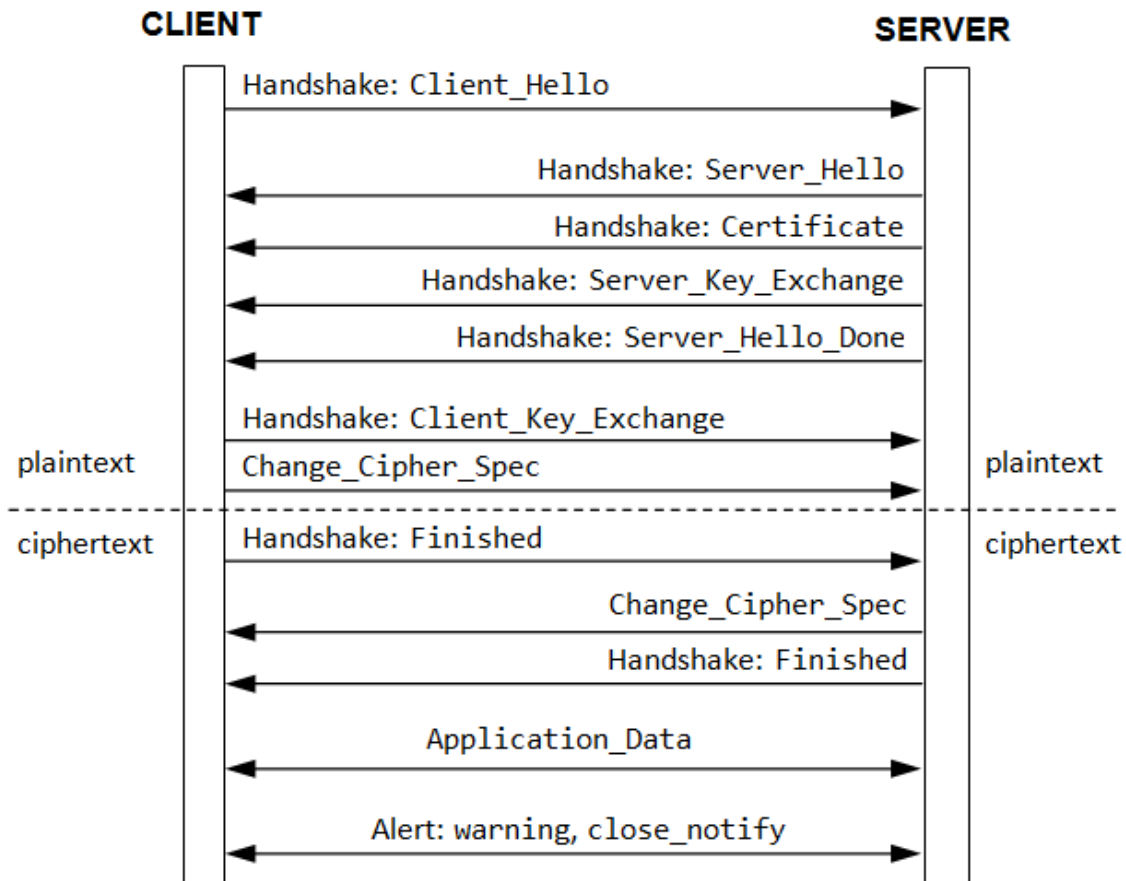 CLIENT
SERVER
Handshake: Client_Hello
Handshake: Server_Hello
Handshake: Certificate
Handshake: Server_Key_Exchange
Handshake: Server_Hello_Done
Handshake: Client_Key_Exchange
plaintext
Change_Cipher_Spec
plaintext
ciphertext
Handshake: Finished
ciphertext
Change_Cipher_Spec
Handshake: Finished
Application_Data
Alert: warning, close_notify